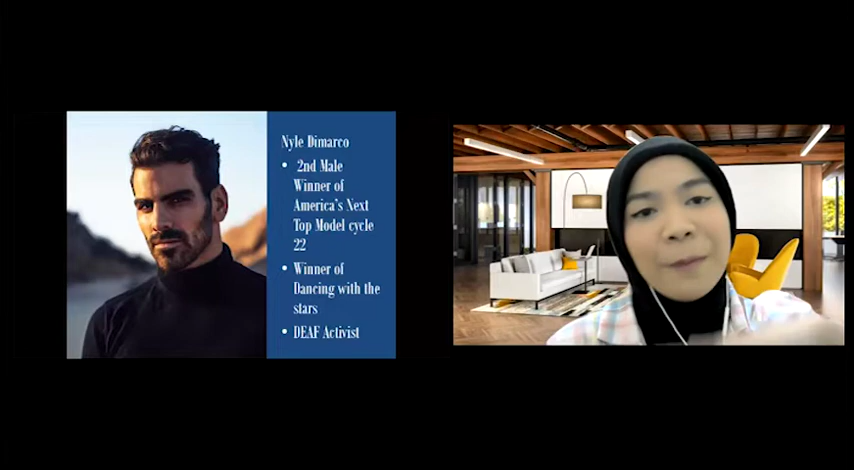 Nyle Dimarco
• 2nd Male
Winner of
America's Next
Top Model cycle
22
• Winner of
Dancing with the
stars
• DEAF Activist